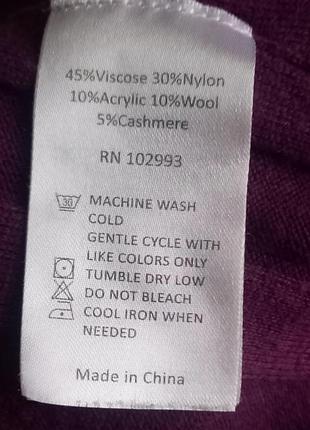 45%Viscose 30%Nylon
10%Acrylic 10%Wool
5%Cashmere
RN 102993
30 MACHINE WASH
COLD
GENTLE CYCLE WITH
LIKE COLORS ONLY
TUMBLE DRY LOW
DO NOT BLEACH
COOL IRON WHEN
NEEDED
Made in China